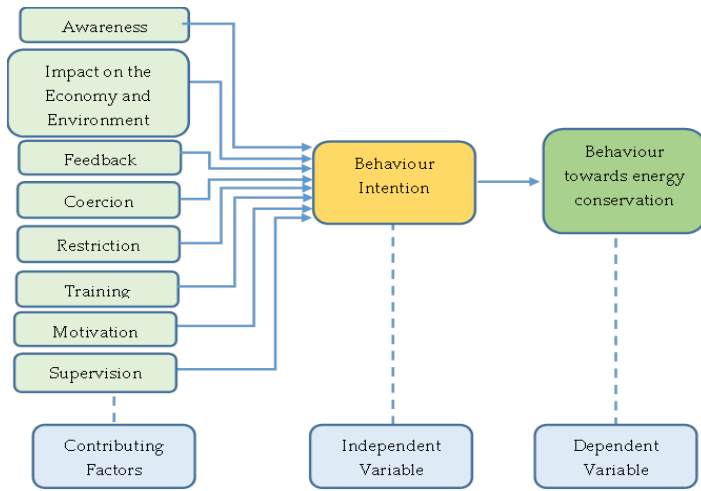 Awareness
Impact on the
Economy and
Environment
Feedback
Coercion
Restriction
Training
Motivation
Supervision
Behaviour
Intention
Behaviour
towards energy
conservation
Contributing
Factors
Independent
Variable
Dependent
Variable